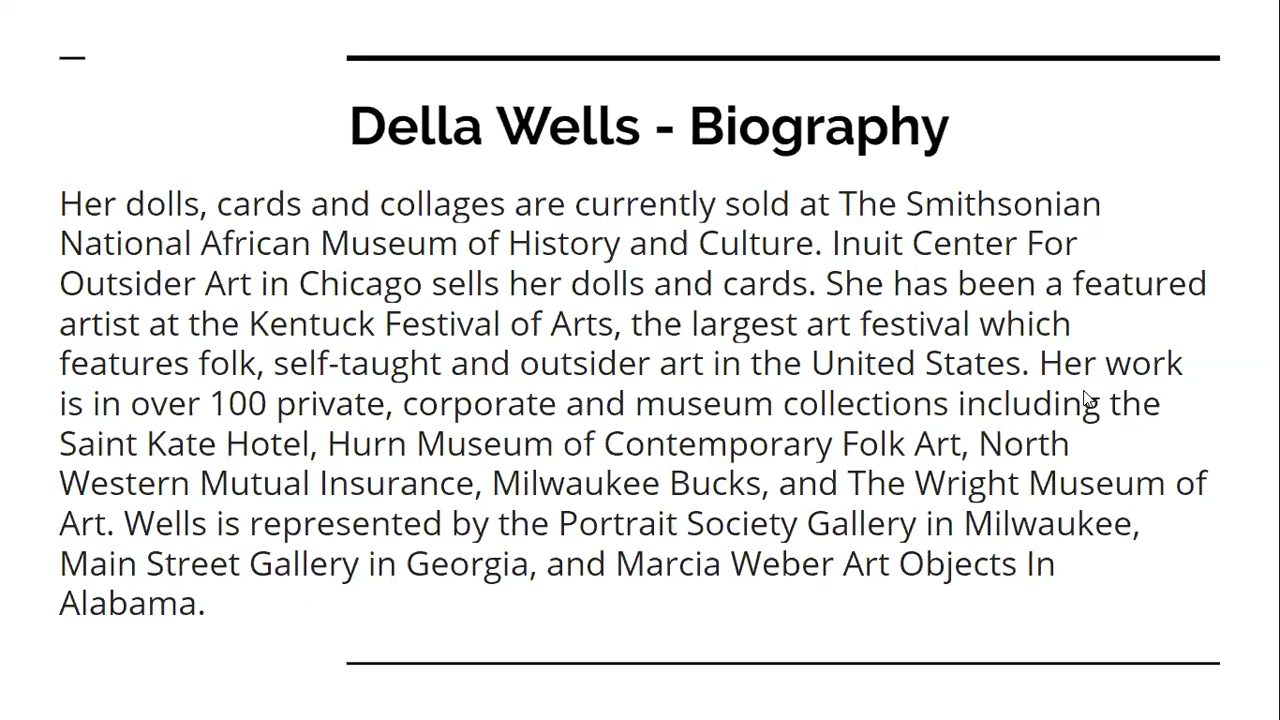 Della Wells - Biography
Her dolls, cards and collages are currently sold at The Smithsonian
National African Museum of History and Culture. Inuit Center For
Outsider Art in Chicago sells her dolls and cards. She has been a featured
artist at the Kentuck Festival of Arts, the largest art festival which
features folk, self-taught and outsider art in the United States. Her work
is in over 100 private, corporate and museum collections including the
Saint Kate Hotel, Hurn Museum of Contemporary Folk Art, North
Western Mutual Insurance, Milwaukee Bucks, and The Wright Museum of
Art. Wells is represented by the Portrait Society Gallery in Milwaukee,
Main Street Gallery in Georgia, and Marcia Weber Art Objects In
Alabama.